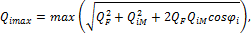 Q_{imax} = max(√(Q_F^2 + Q_{iM}^2 + 2Q_F Q_{iM} cosφ_i),